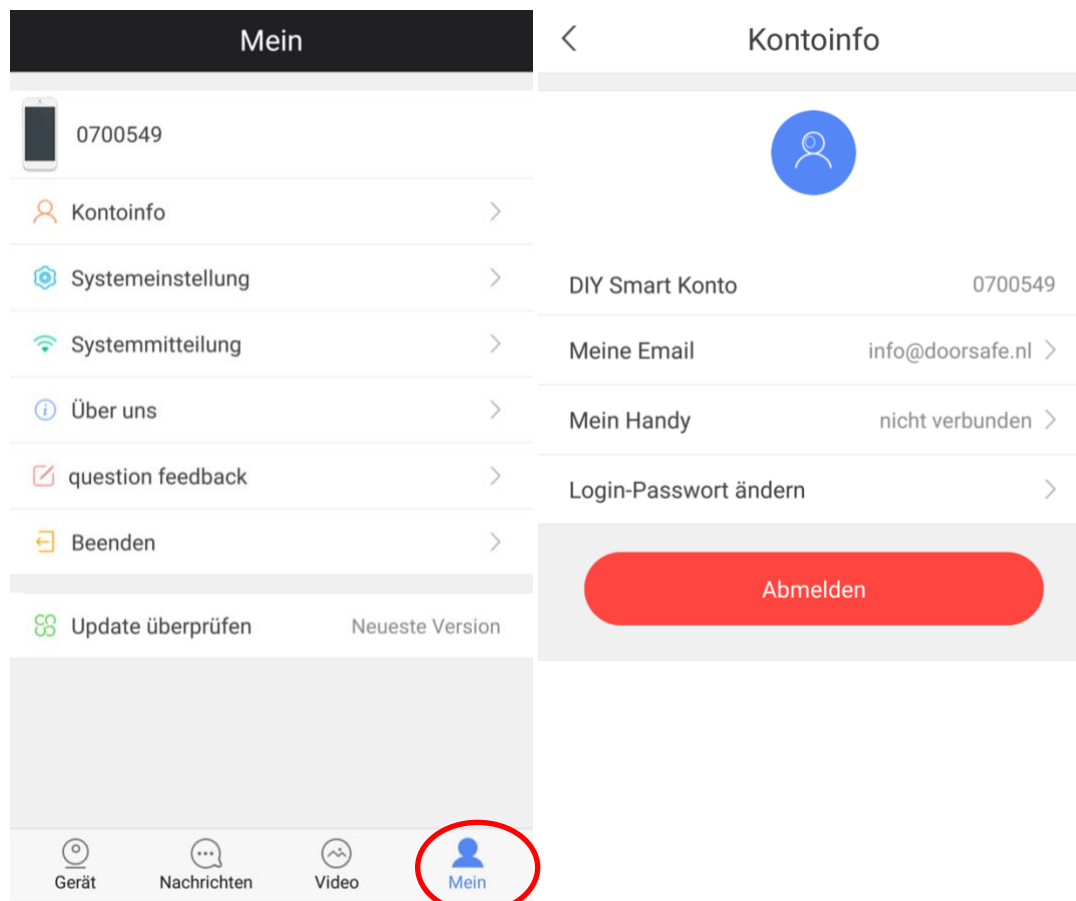 Mein
0700549
Kontoinfo
Systemeinstellung
Systemmitteilung
Über uns
question feedback
Beenden
Update überprüfen Neueste Version
Gerät Nachrichten Video Mein
Kontoinfo
DIY Smart Konto 0700549
Meine Email info@doorsafe.nl
Mein Handy nicht verbunden
Login-Passwort ändern
Abmelden